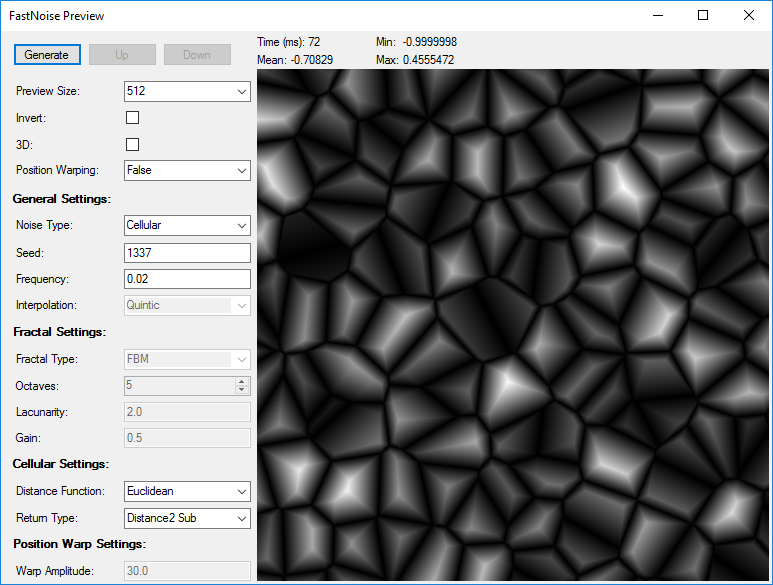 FastNoise Preview
Generate Up Down
Time (ms): 72 Min: -0.9999998
Mean: -0.70829 Max: 0.4555472
Preview Size: 512
Invert:
3D:
Position Warping: False
General Settings:
Noise Type: Cellular
Seed: 1337
Frequency: 0.02
Interpolation: Quintic
Fractal Settings:
Fractal Type: FBM
Octaves: 5
Lacunarity: 2.0
Gain: 0.5
Cellular Settings:
Distance Function: Euclidean
Return Type: Distance2 Sub
Position Warp Settings:
Warp Amplitude: 30.0